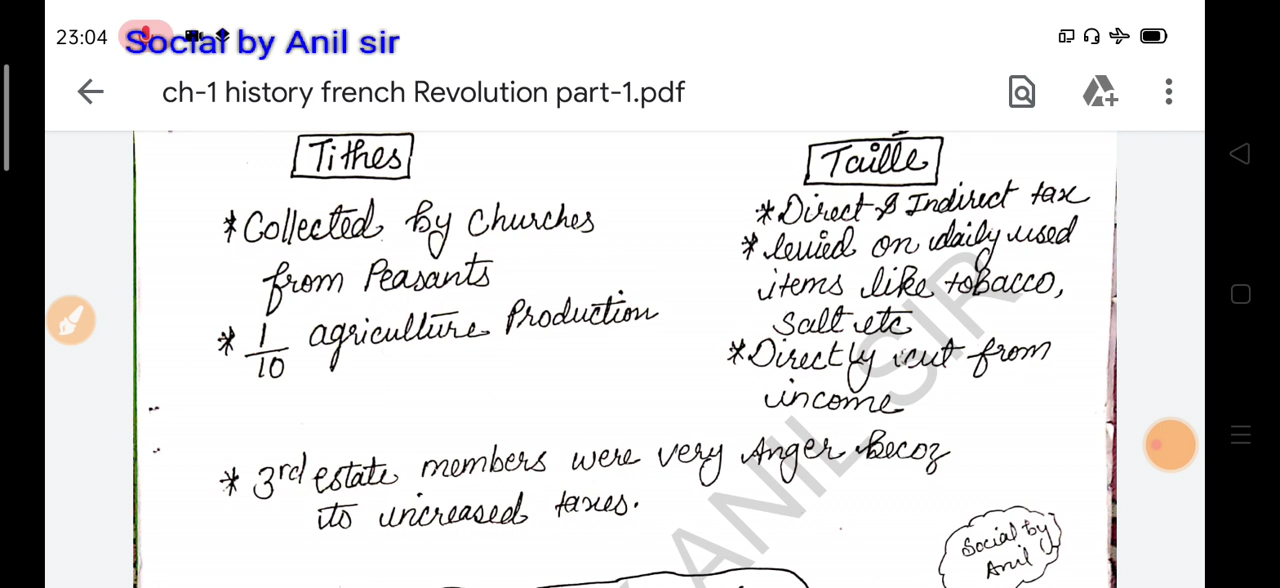 23:04
Social by Anil sir
ch-1 history french Revolution part-1.pdf
Tithes
*Collected by Churches
from Peasants
* 1/10 agriculture Production
Taille
*Direct & Indirect tax
* levied on daily used
items like tobacco,
Salt etc
*Directly cut from
income
* 3rd estate members were very Anger Becoz
its increased taxes.
ANIL SIR
Social by
Anil